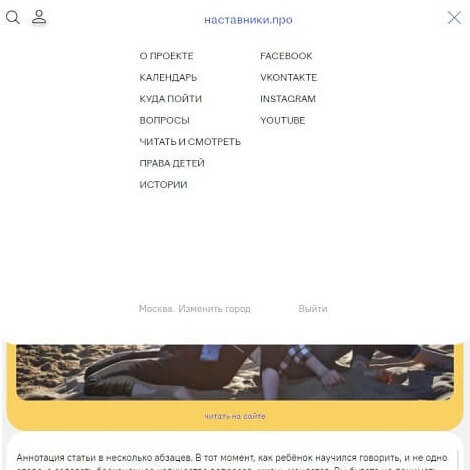 наставники.про
О ПРОЕКТЕ
КАЛЕНДАРЬ
КУДА ПОЙТИ
ВОПРОСЫ
ЧИТАТЬ И СМОТРЕТЬ
ПРАВА ДЕТЕЙ
ИСТОРИИ
FACEBOOK
VKONTAKTE
INSTAGRAM
YOUTUBE
Москва. Изменить город
Выйти
читать на сайте
Аннотация статьи в несколько абзацев. В тот момент, как ребёнок научился говорить, и не одно